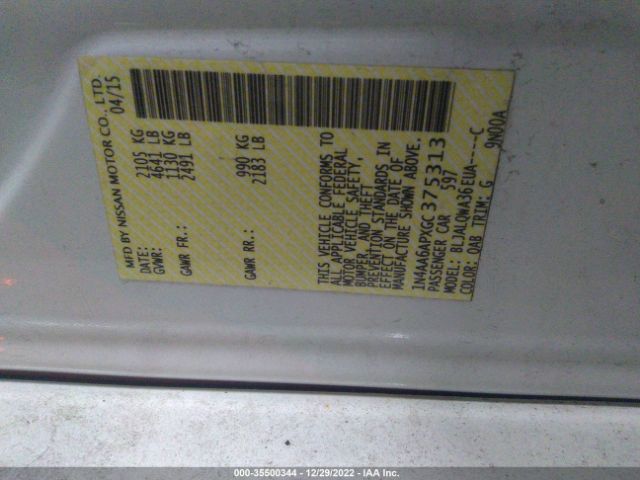 MFD BY NISSAN MOTOR CO., LTD.
DATE: 04/15
GVWR: 2105 KG
4641 LB
GAWR FR.: 1130 KG
2491 LB
GAWR RR.: 990 KG
2183 LB
THIS VEHICLE CONFORMS TO
ALL APPLICABLE FEDERAL
MOTOR VEHICLE SAFETY,
BUMPER, AND THEFT
PREVENTION STANDARDS IN
EFFECT ON THE DATE OF
MANUFACTURE SHOWN ABOVE.
1N4AA6APXGC375313
PASSENGER CAR 597
MODEL: BLJALQWA36EUA----C
COLOR: QAB TRIM: G 9M00A
000-35500344 - 12/29/2022 - IAA Inc.